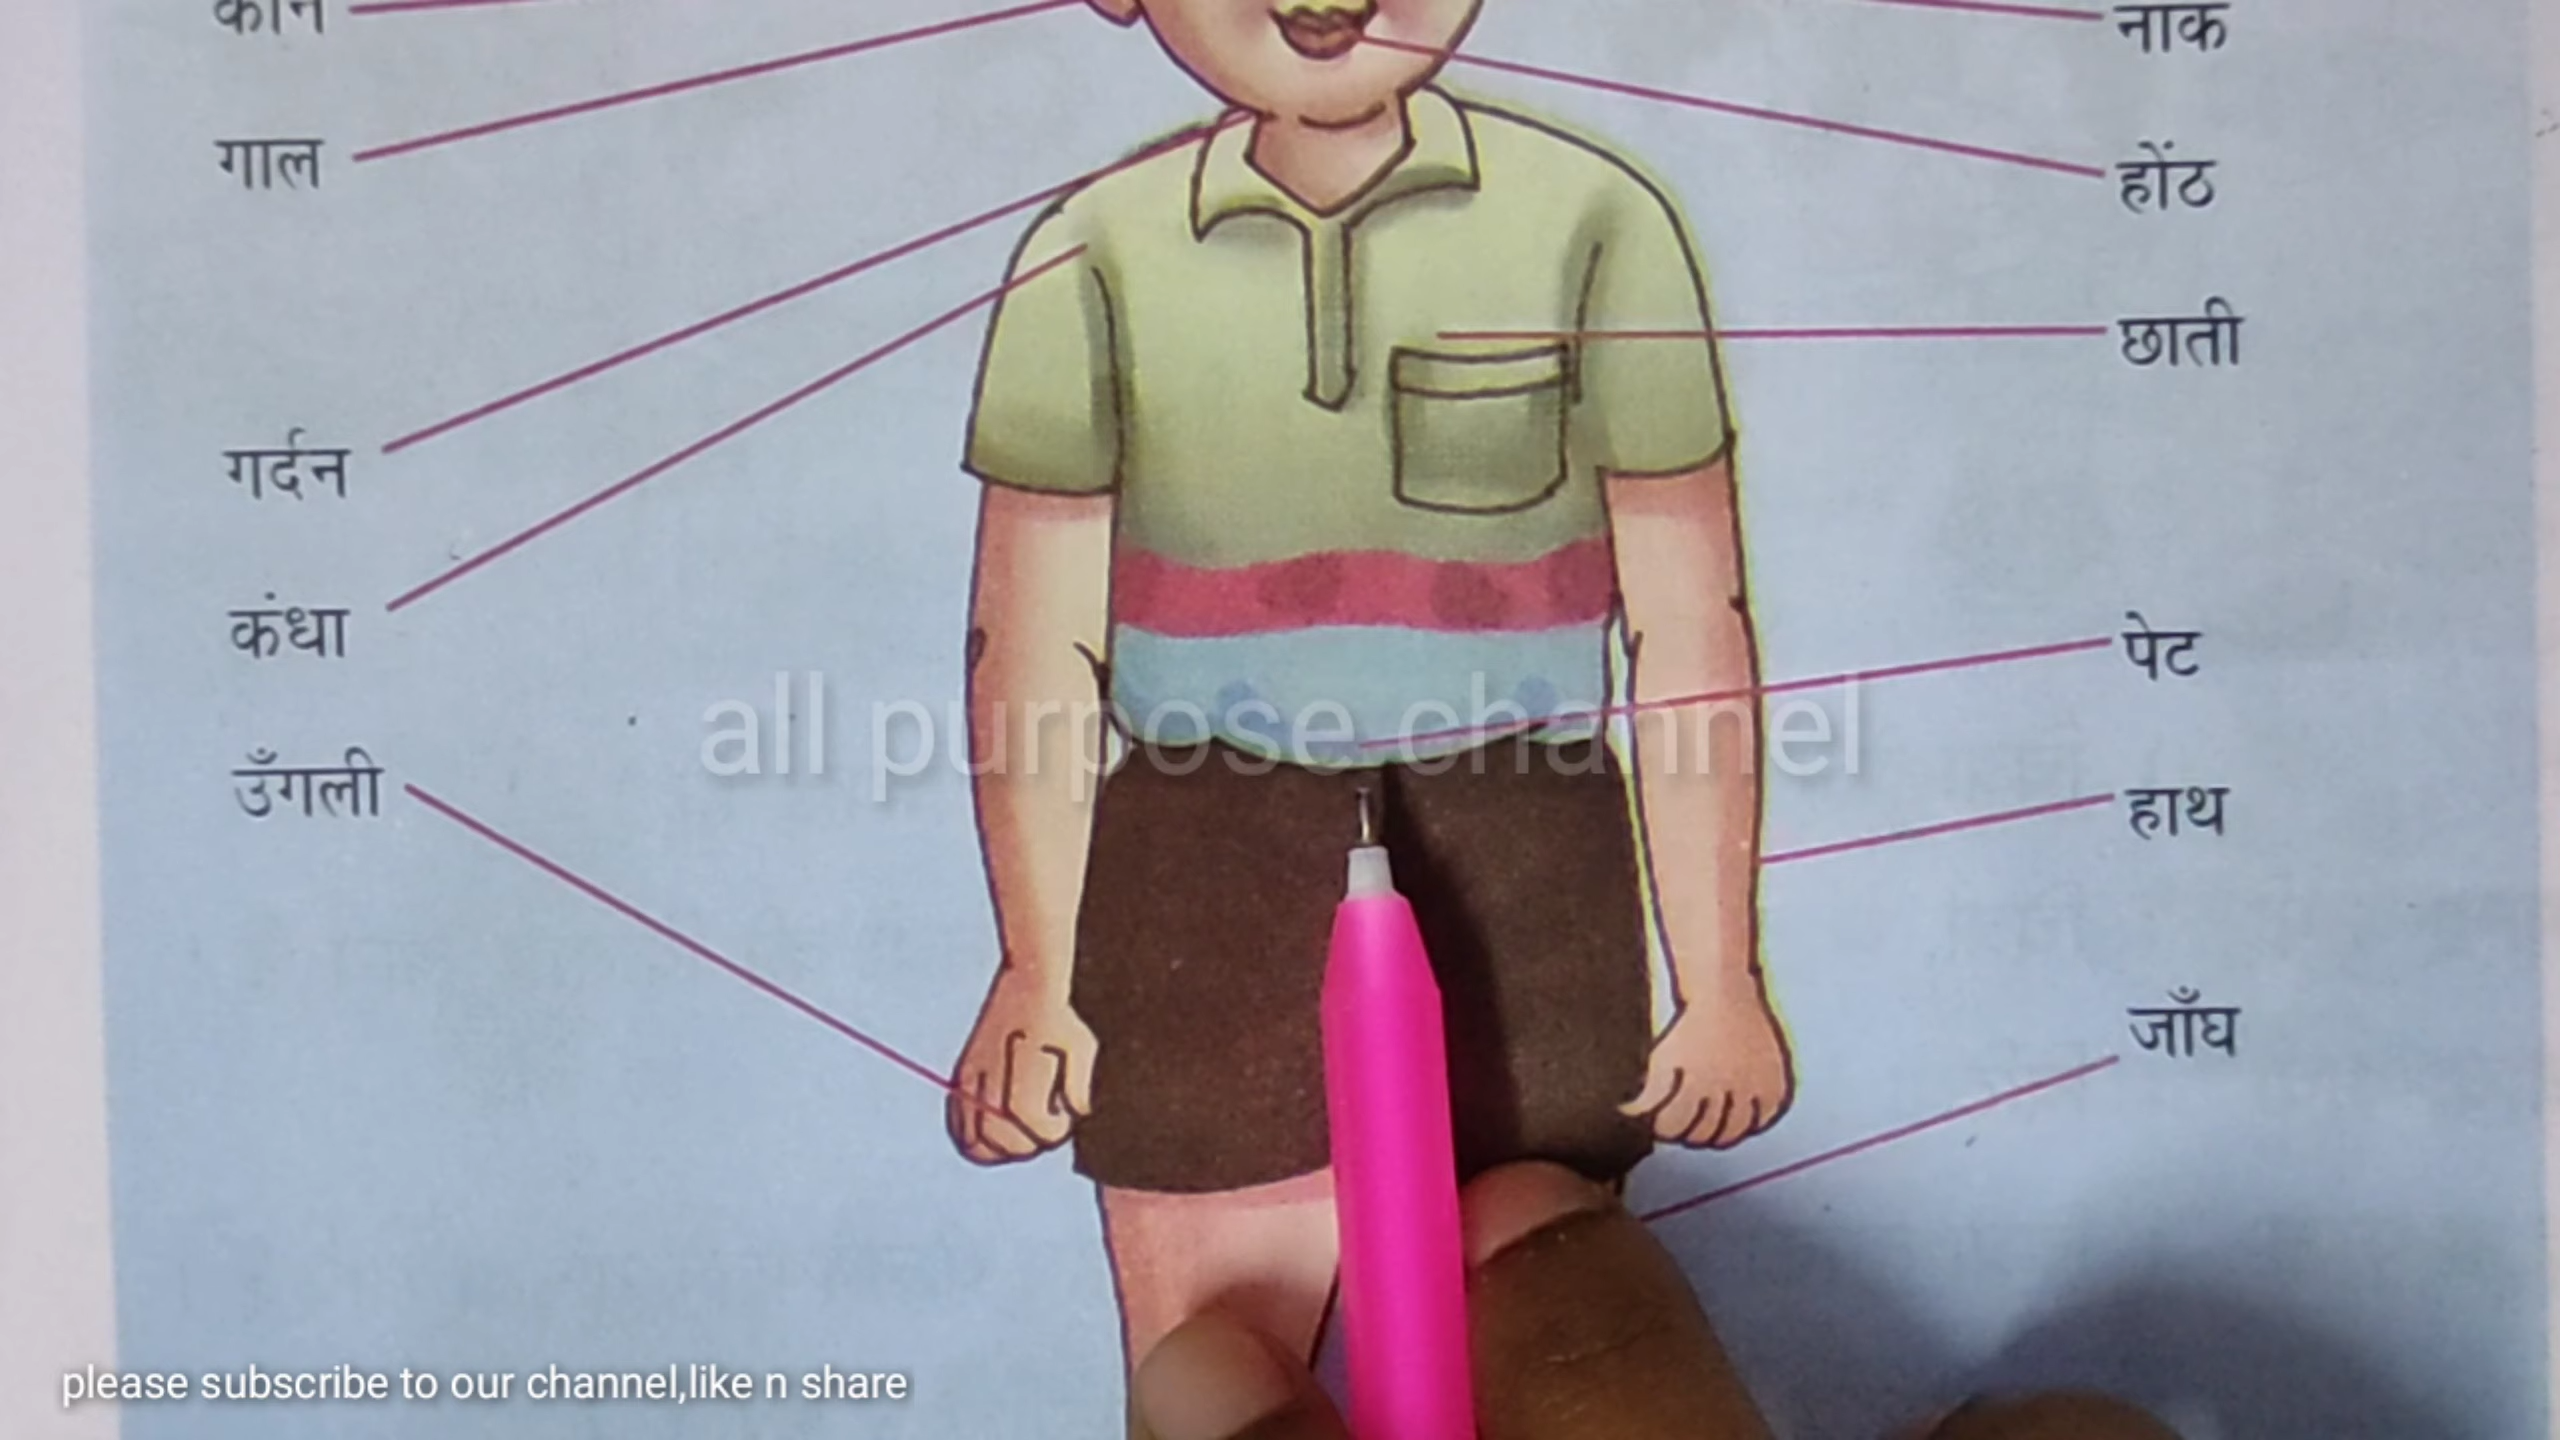 कान
गाल
गर्दन
कंधा
उँगली
नाक
होंठ
छाती
पेट
हाथ
जाँघ
all purpose channel
please subscribe to our channel,like n share